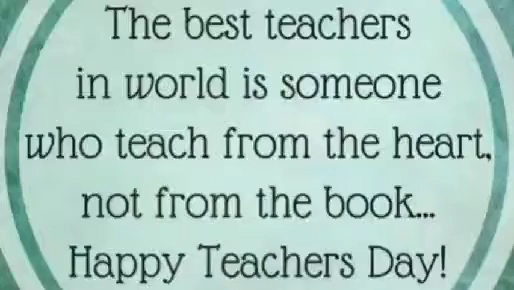 The best teachers
in world is someone
who teach from the heart,
not from the book...
Happy Teachers Day!